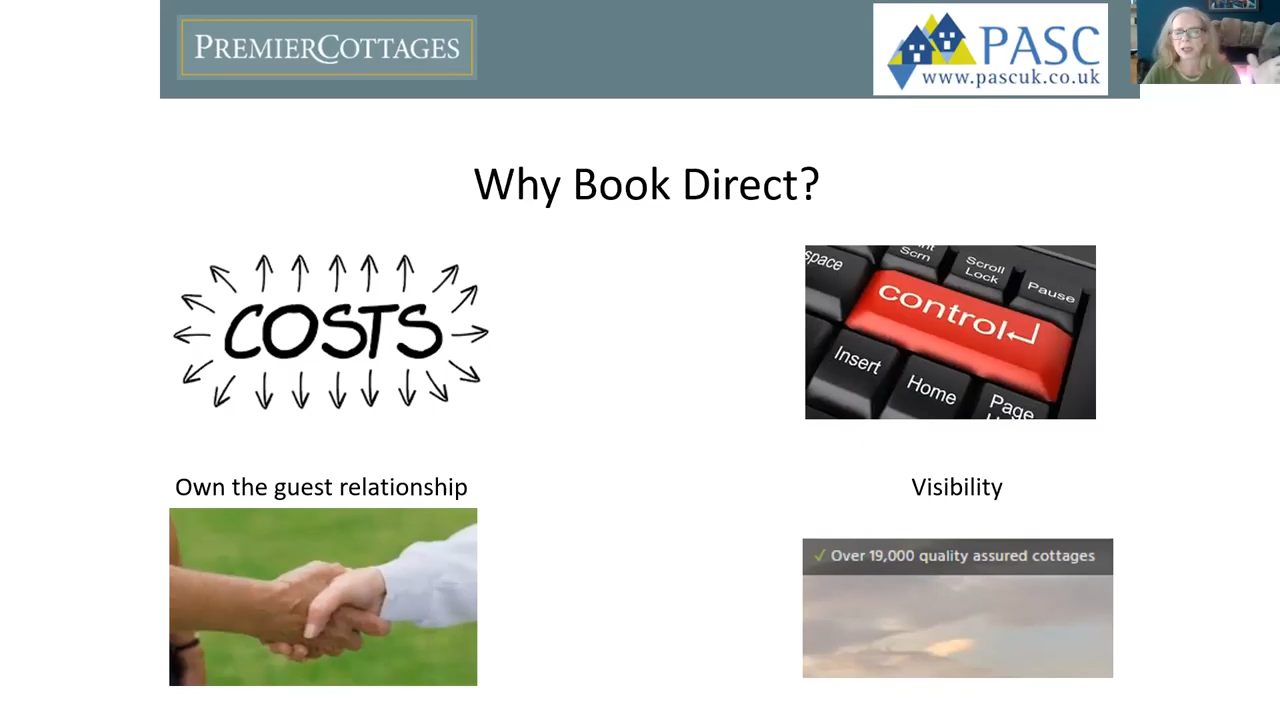 PREMIERCOTTAGES
PASC
www.pascuk.co.uk
Why Book Direct?
COSTS
space
Scrn
Scroll
Lock
Pause
control
Insert
Home
Page
Own the guest relationship
Visibility
✓ Over 19,000 quality assured cottages